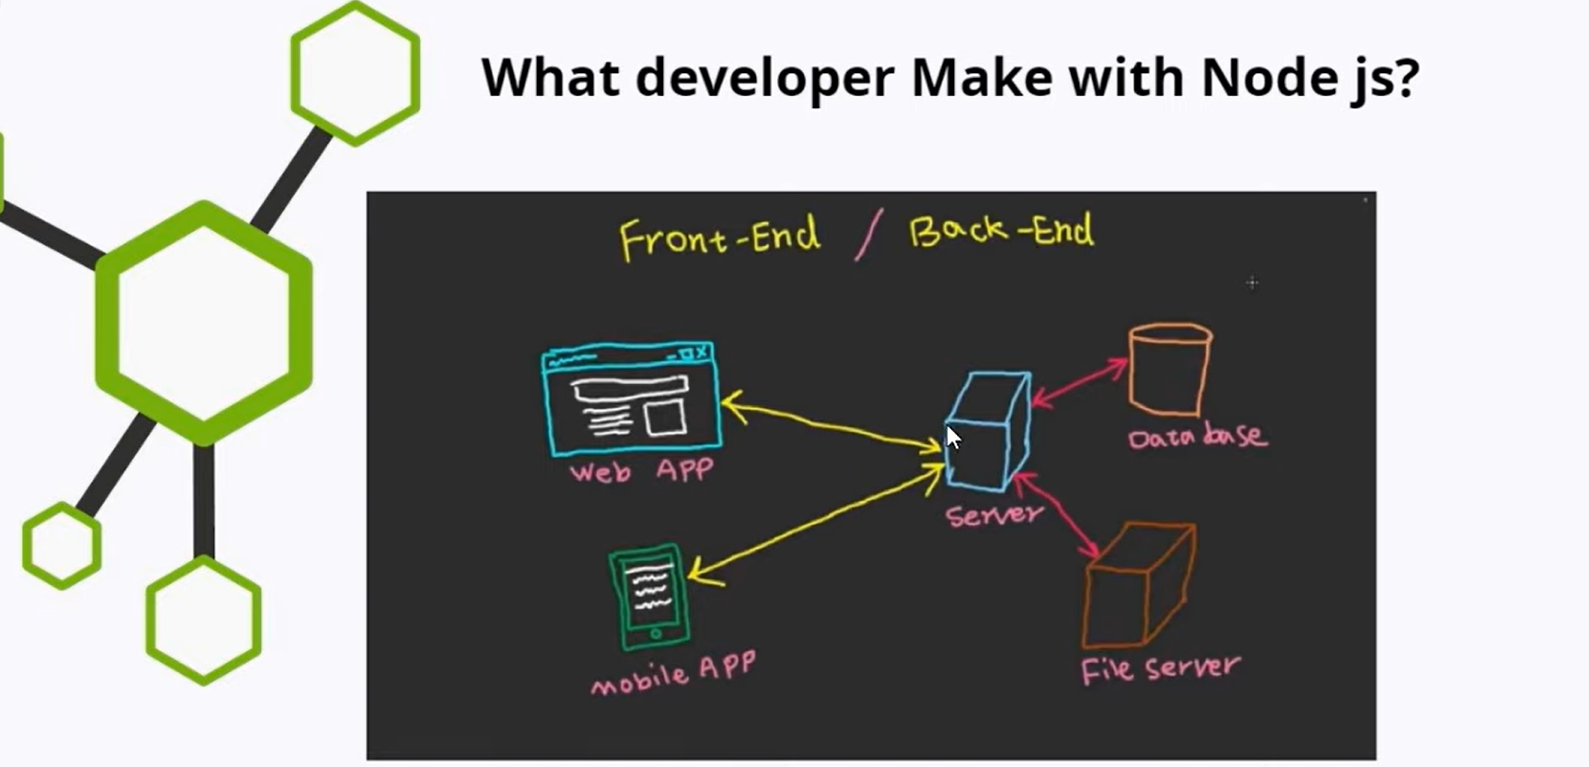 What developer Make with Node js?
Front-End / Back-End
Web APP
Server
Database
mobile APP
File server